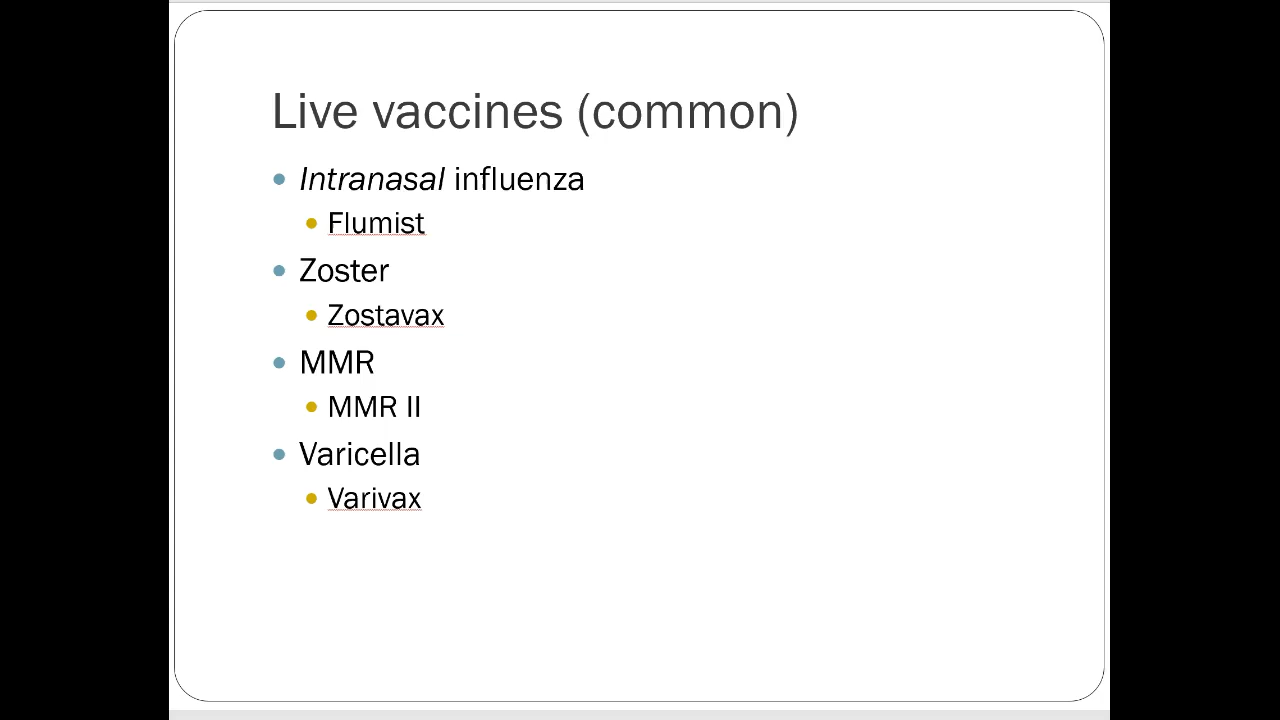 Live vaccines (common)
Intranasal influenza
Flumist
Zoster
Zostavax
MMR
MMR II
Varicella
Varivax